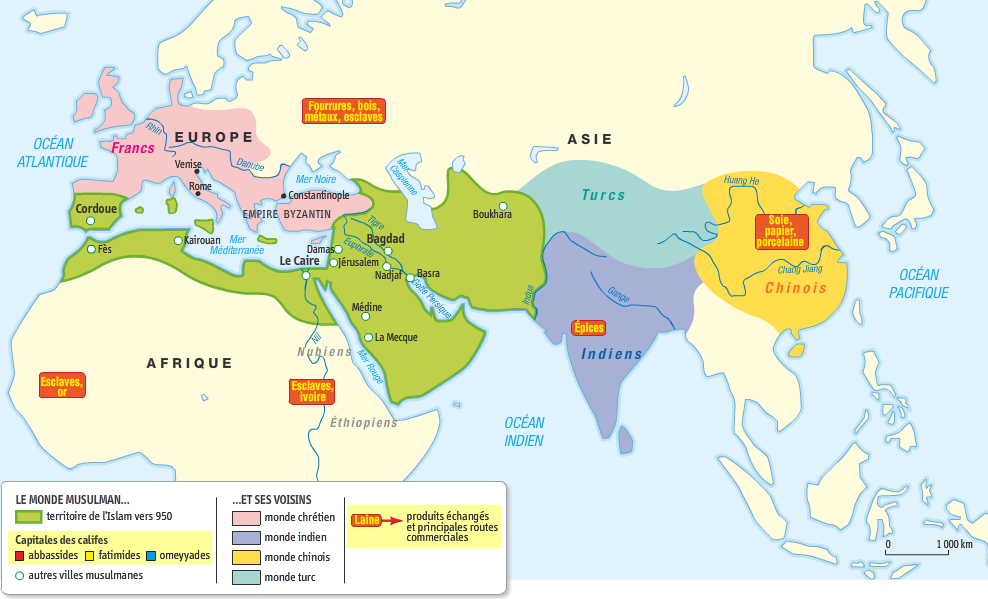 Fourrures, bois,
métaux, esclaves
OCÉAN
ATLANTIQUE
Francs
Rhin
EUROPE
ASIE
Venise
Danube
Rome
Mer Noire
Mer
Caspienne
Constantinople
EMPIRE BYZANTIN
Turcs
Huang He
Soie,
papier,
porcelaine
Boukhara
Cordoue
Fès
Kairouan
Mer
Méditerranée
Tigre
Bagdad
Euphrate
Damas
Le Caire
Jérusalem
Nadjaf
Basra
Golfe Persique
Indus
Gange
Chang Jiang
Chinois
OCÉAN
PACIFIQUE
Médine
La Mecque
Mer Rouge
Nil
Nubiens
Épices
Indiens
AFRIQUE
Esclaves,
or
Esclaves,
ivoire
Éthiopiens
OCÉAN
INDIEN
LE MONDE MUSULMAN...
territoire de l'Islam vers 950
Capitales des califes
abbassides
fatimides
omeyyades
autres villes musulmanes
...ET SES VOISINS
monde chrétien
monde indien
monde chinois
monde turc
Laine
produits échangés
et principales routes
commerciales
0
1 000 km